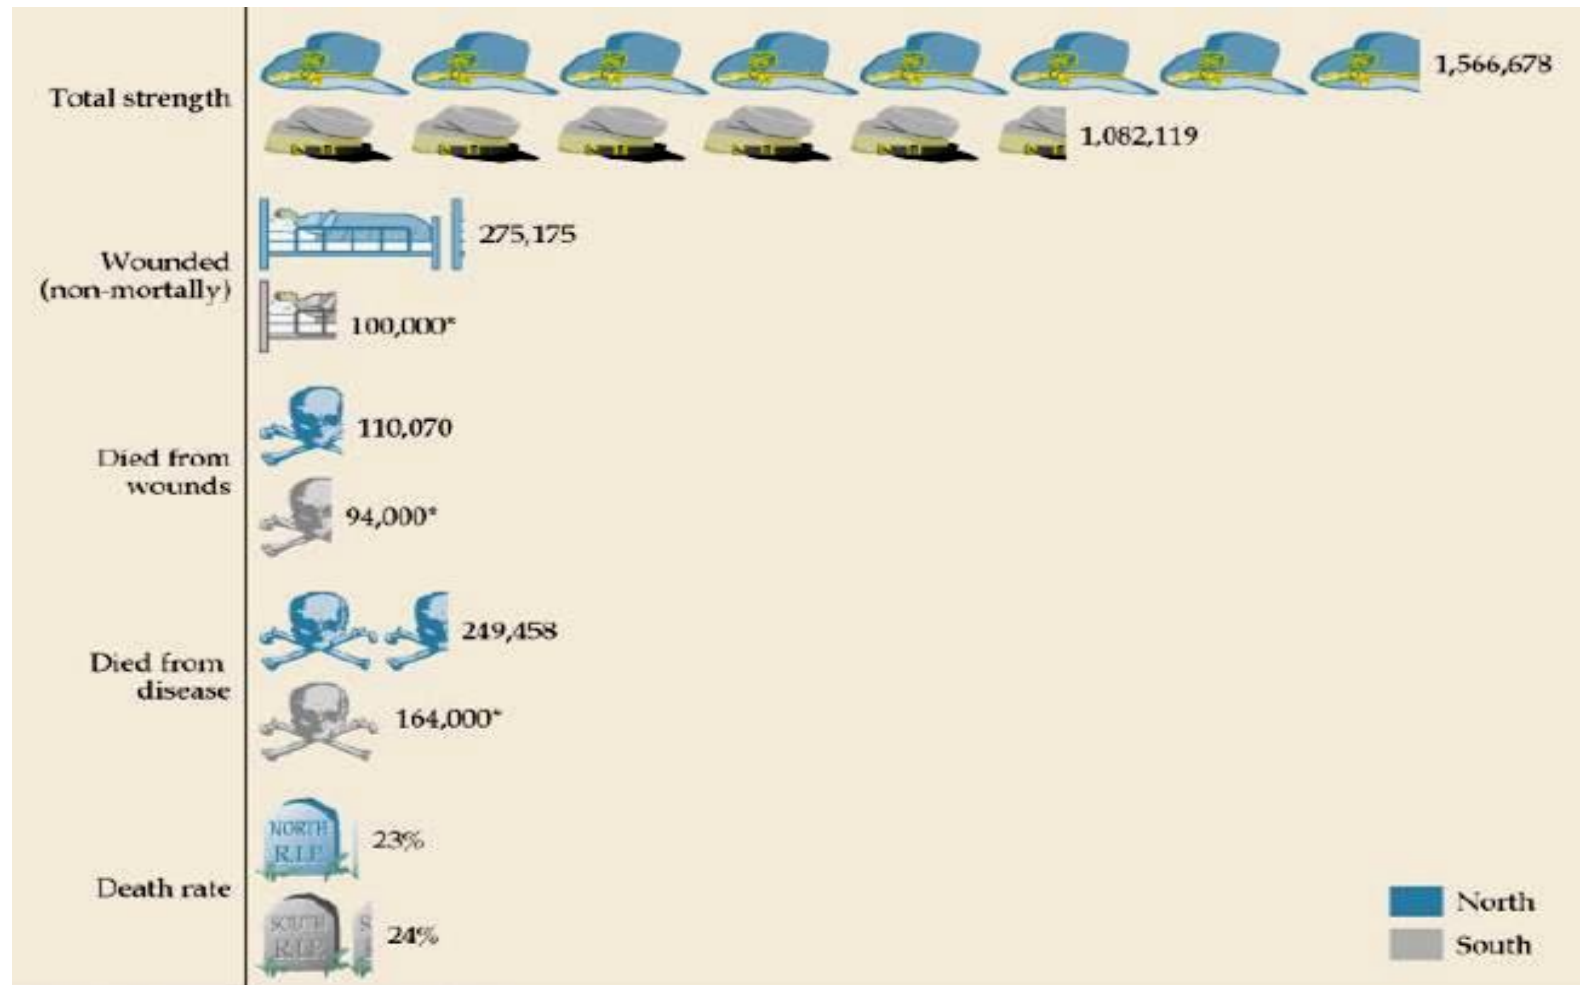 Total strength
1,566,678
1,082,119
Wounded
(non-mortally)
275,175
100,000*
Died from
wounds
110,070
94,000*
Died from
disease
249,458
164,000*
Death rate
NORTH
R.I.P
23%
SOUTH
R.I.P
S
24%
North
South